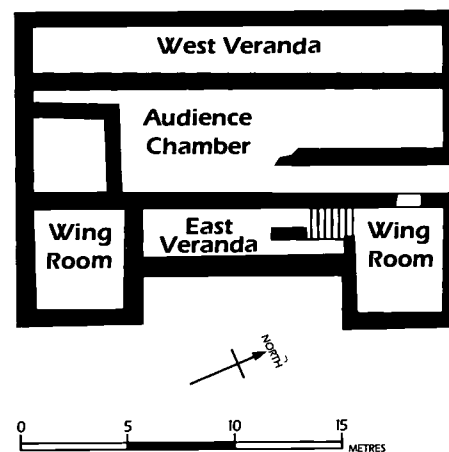 West Veranda
Audience
Chamber
Wing
Room
East
Veranda
Wing
Room
NORTH
0 5 10 15
METRES